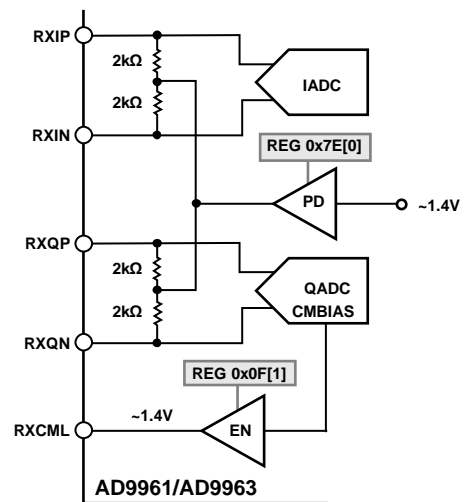 RXIP
2kΩ
2kΩ
IADC
RXIN
REG 0x7E[0]
PD
~1.4V
RXQP
2kΩ
2kΩ
QADC
CMBIAS
RXQN
REG 0x0F[1]
~1.4V
RXCML
EN
AD9961/AD9963